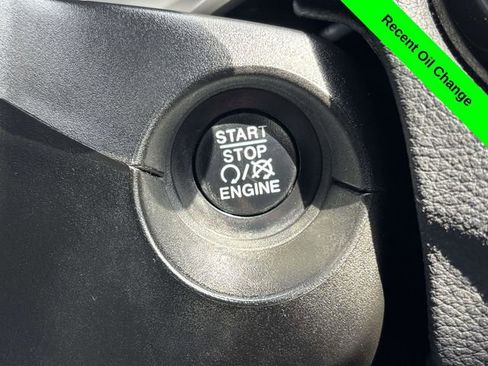 START
STOP
/
ENGINE
Recent Oil Change